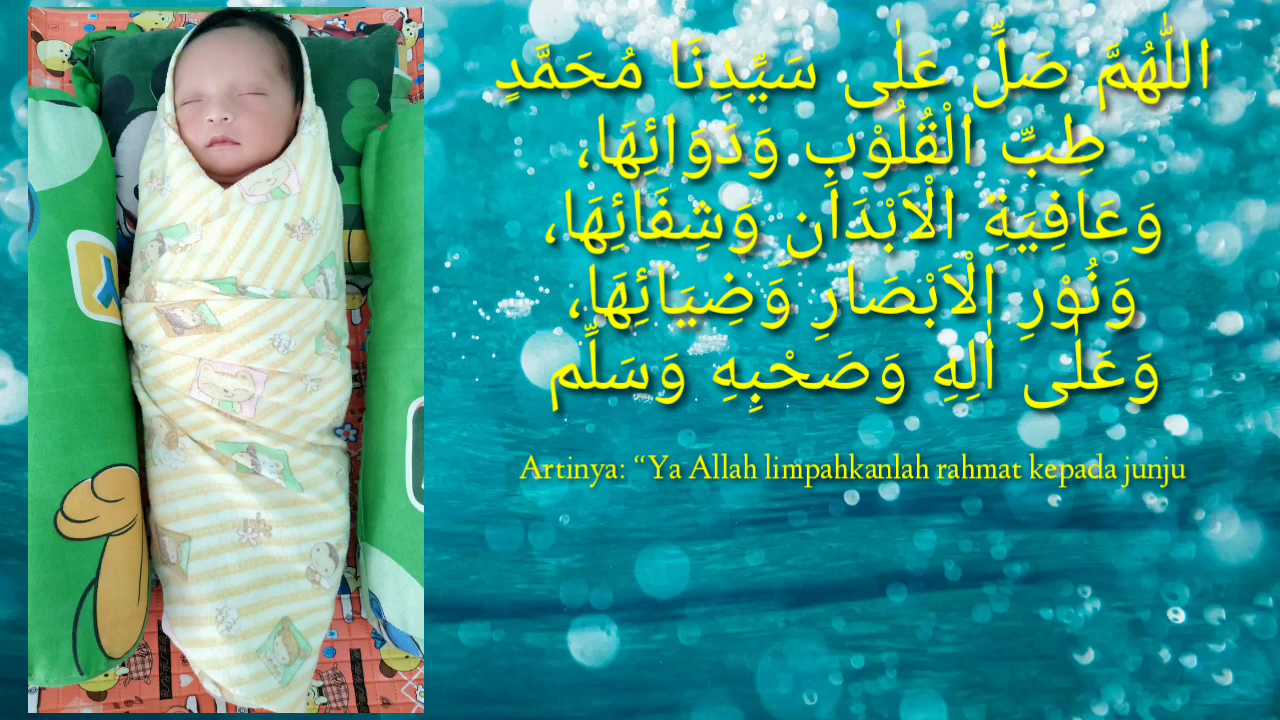 اللّٰهُمَّ صَلِّ عَلٰى سَيِّدِنَا مُحَمَّدٍ
طِبِّ الْقُلُوْبِ وَدَوَائِهَا،
وَعَافِيَةِ الْاَبْدَانِ وَشِفَائِهَا،
وَنُوْرِ الْاَبْصَارِ وَضِيَائِهَا،
وَعَلٰى اٰلِهِ وَصَحْبِهِ وَسَلِّم
Artinya: “Ya Allah limpahkanlah rahmat kepada junju